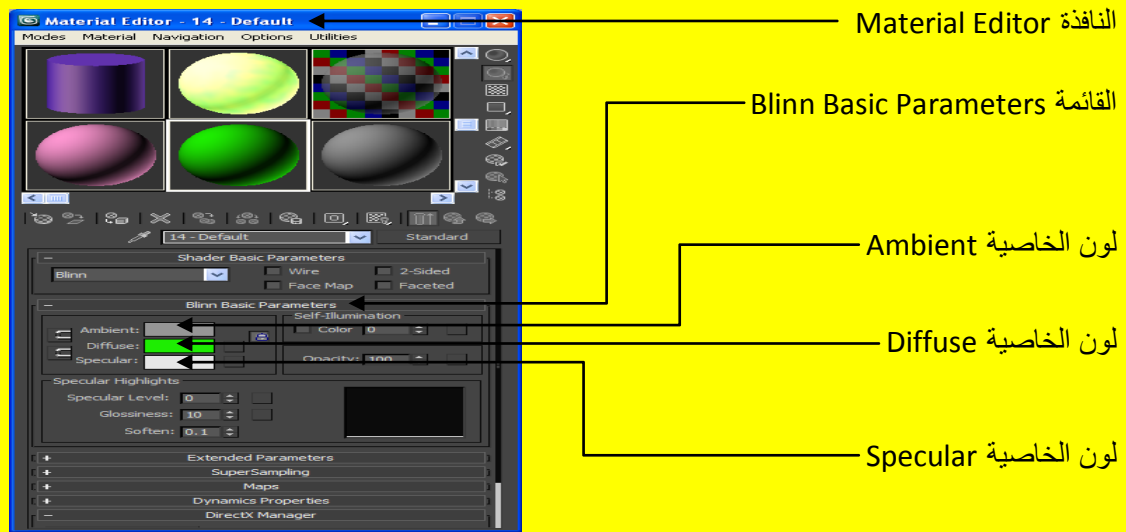 Material Editor - 14 - Default
النافذة Material Editor
Modes Material Navigation Options Utilities
القائمة Blinn Basic Parameters
14 - Default Standard
لون الخاصية Ambient
Shader Basic Parameters
Blinn Wire 2-Sided
Face Map Faceted
Blinn Basic Parameters
Self-Illumination
Ambient: Color 0
Diffuse:
لون الخاصية Diffuse
Specular: Opacity: 100
Specular Highlights
Specular Level: 0
Glossiness: 10
Soften: 0.1
لون الخاصية Specular
Extended Parameters
SuperSampling
Maps
Dynamics Properties
DirectX Manager